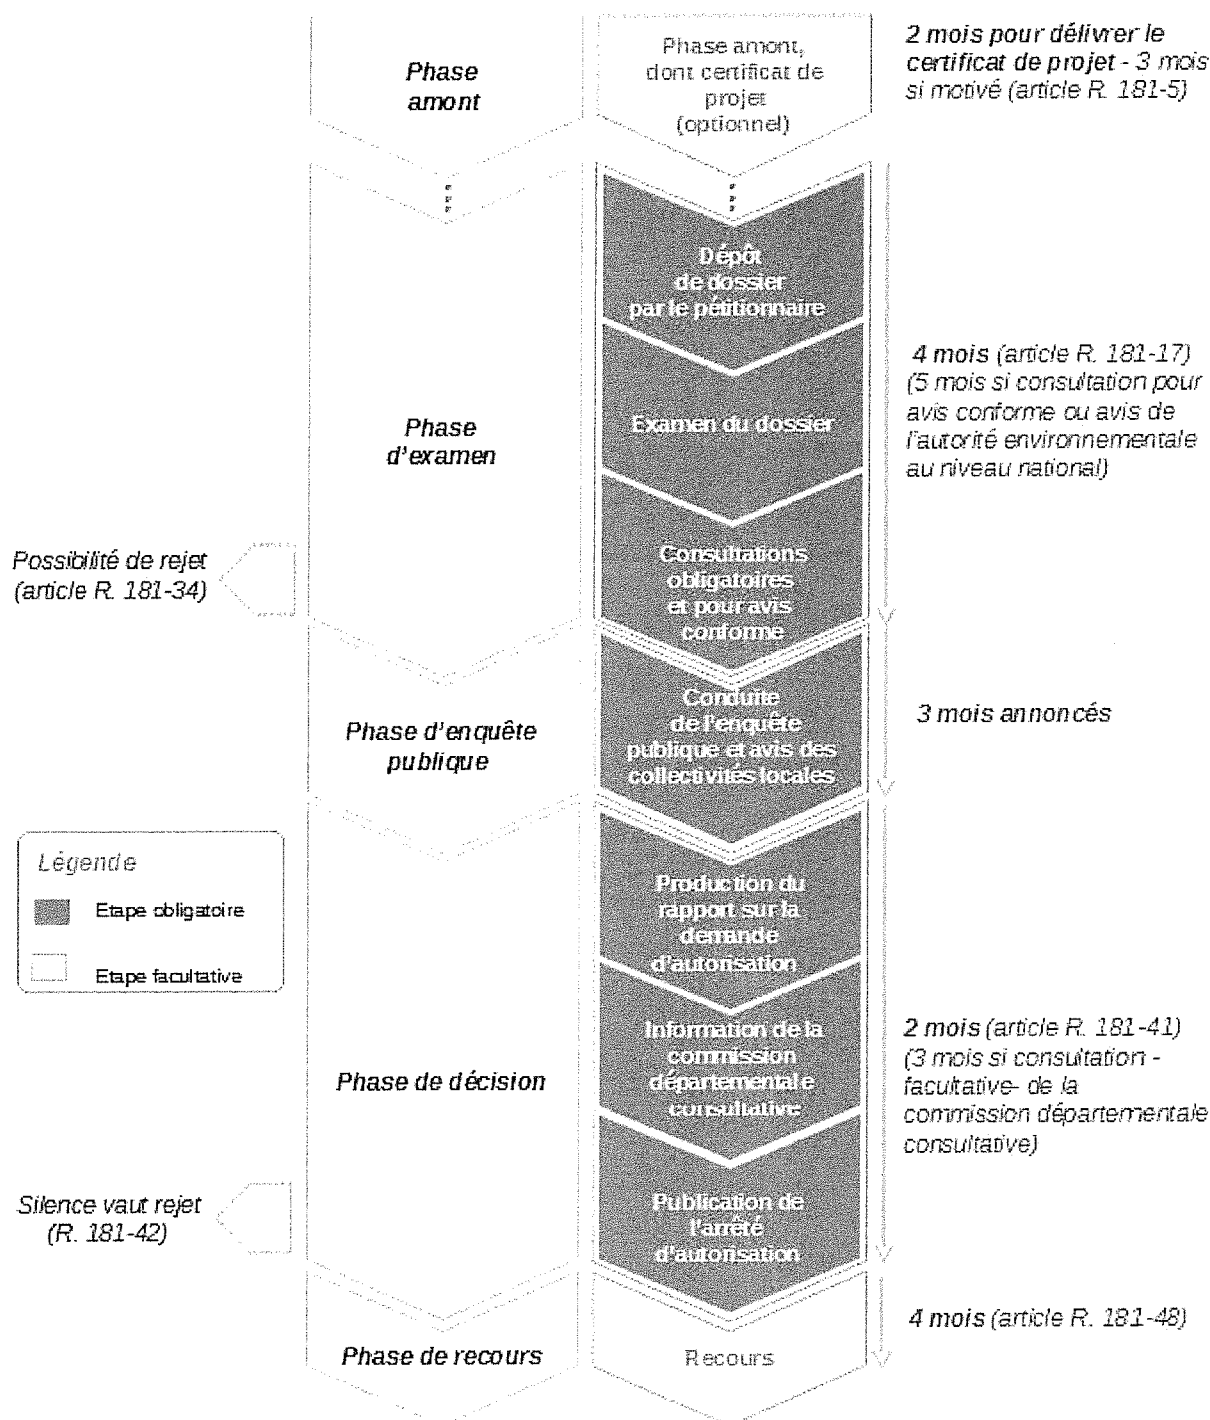 Phase
amont
Phase amont,
dont certificat de
projet
(optionnel)
2 mois pour délivrer le
certificat de projet - 3 mois
si motivé (article R. 181-5)
Dépôt
de dossier
par le pétitionnaire
Phase
d'examen
Examen du dossier
4 mois (article R. 181-17)
(5 mois si consultation pour
avis conforme ou avis de
l'autorité environnementale
au niveau national)
Possibilité de rejet
(article R. 181-34)
Consultations
obligatoires
et pour avis
conforme
Phase d'enquête
publique
Conduite
de l'enquête
publique et avis des
collectivités locales
3 mois annoncés
Légende
Etape obligatoire
Etape facultative
Production du
rapport sur la
demande
d'autorisation
Phase de décision
Information de la
commission
départementale
consultative
2 mois (article R. 181-41)
(3 mois si consultation -
facultative- de la
commission départementale
consultative)
Silence vaut rejet
(R. 181-42)
Publication de
l'arrêté
d'autorisation
Phase de recours
Recours
4 mois (article R. 181-48)